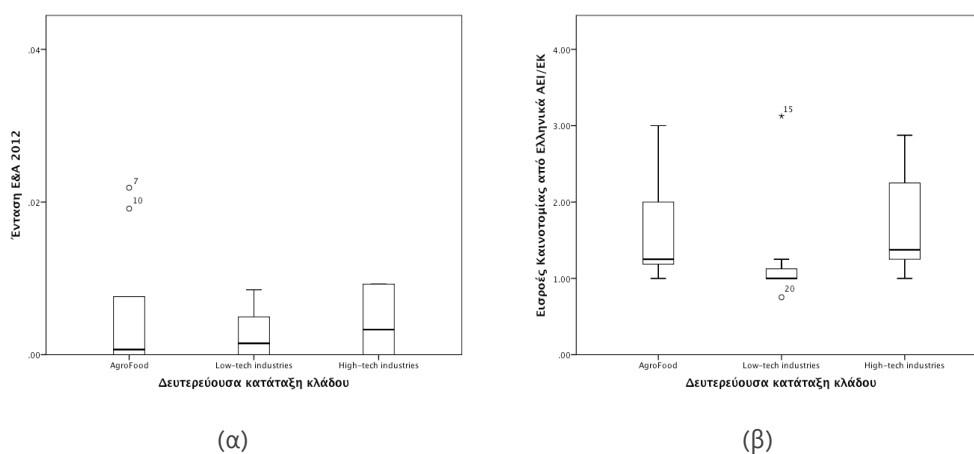 Ένταση Ε&Α 2012
.04
.02
.00
7
10
AgroFood
Low-tech industries
High-tech industries
Δευτερεύουσα κατάταξη κλάδου
(α)
Εισροές Καινοτομίας από Ελληνικά ΑΕΙ/ΕΚ
4.00
3.00
2.00
1.00
.00
15
20
AgroFood
Low-tech industries
High-tech industries
Δευτερεύουσα κατάταξη κλάδου
(β)